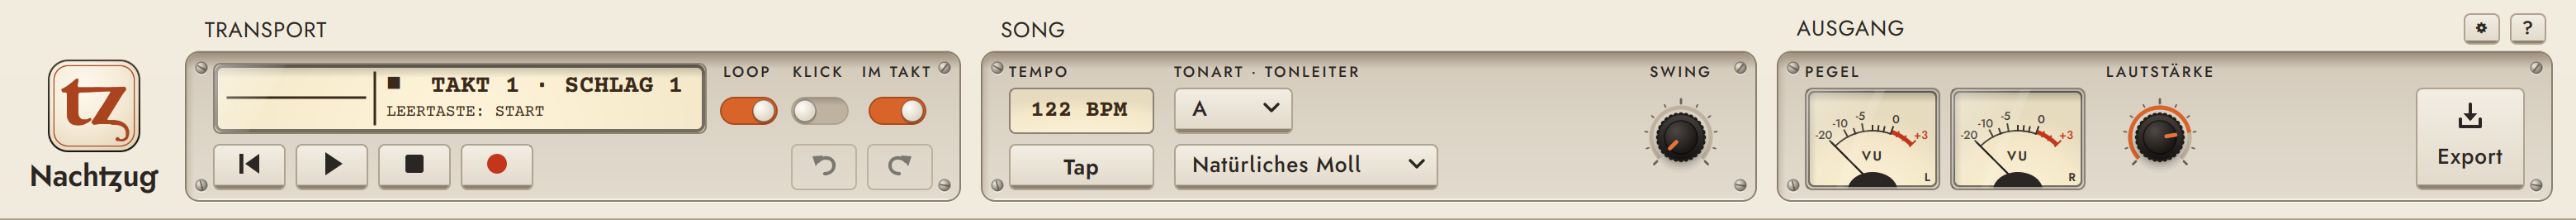 TRANSPORT
SONG
AUSGANG
?
tz
Nachtzug
TAKT 1 · SCHLAG 1
LEERTASTE: START
LOOP
KLICK
IM TAKT
TEMPO
122 BPM
Tap
TONART · TONLEITER
A
Natürliches Moll
SWING
PEGEL
-20 -10 -5 0 +3
VU
L
-20 -10 -5 0 +3
VU
R
LAUTSTÄRKE
Export